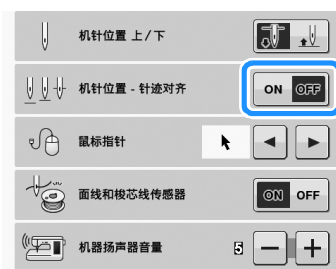 机针位置 上/下
机针位置 - 针迹对齐
ON OFF
鼠标指针
面线和梭芯线传感器
ON OFF
机器扬声器音量
5